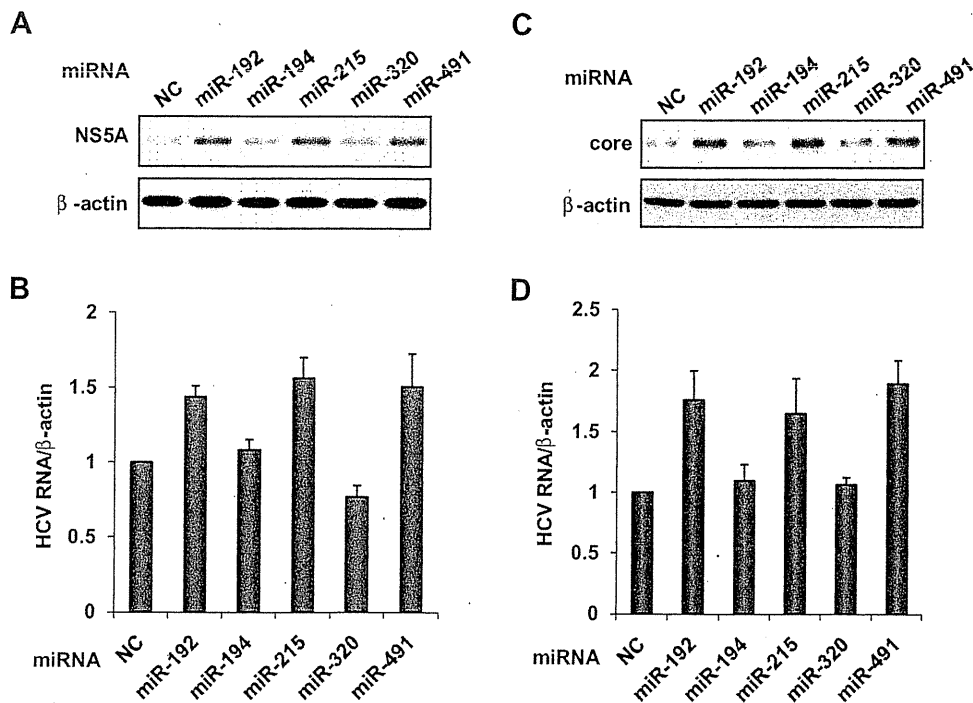 A
miRNA
NC miR-192 miR-194 miR-215 miR-320 miR-491
NS5A
β -actin
C
miRNA
NC miR-192 miR-194 miR-215 miR-320 miR-491
core
β-actin
B
2
1.5
1
0.5
0
HCV RNA/β-actin
miRNA
NC miR-192 miR-194 miR-215 miR-320 miR-491
D
2.5
2
1.5
1
0.5
0
HCV RNA/β-actin
miRNA
NC miR-192 miR-194 miR-215 miR-320 miR-491